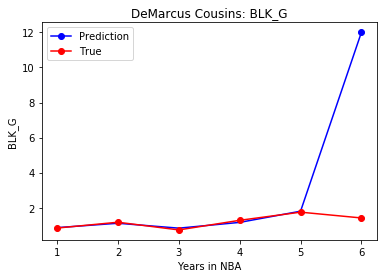 DeMarcus Cousins: BLK_G
Prediction
True
12
10
8
6
4
2
BLK_G
1 2 3 4 5 6
Years in NBA